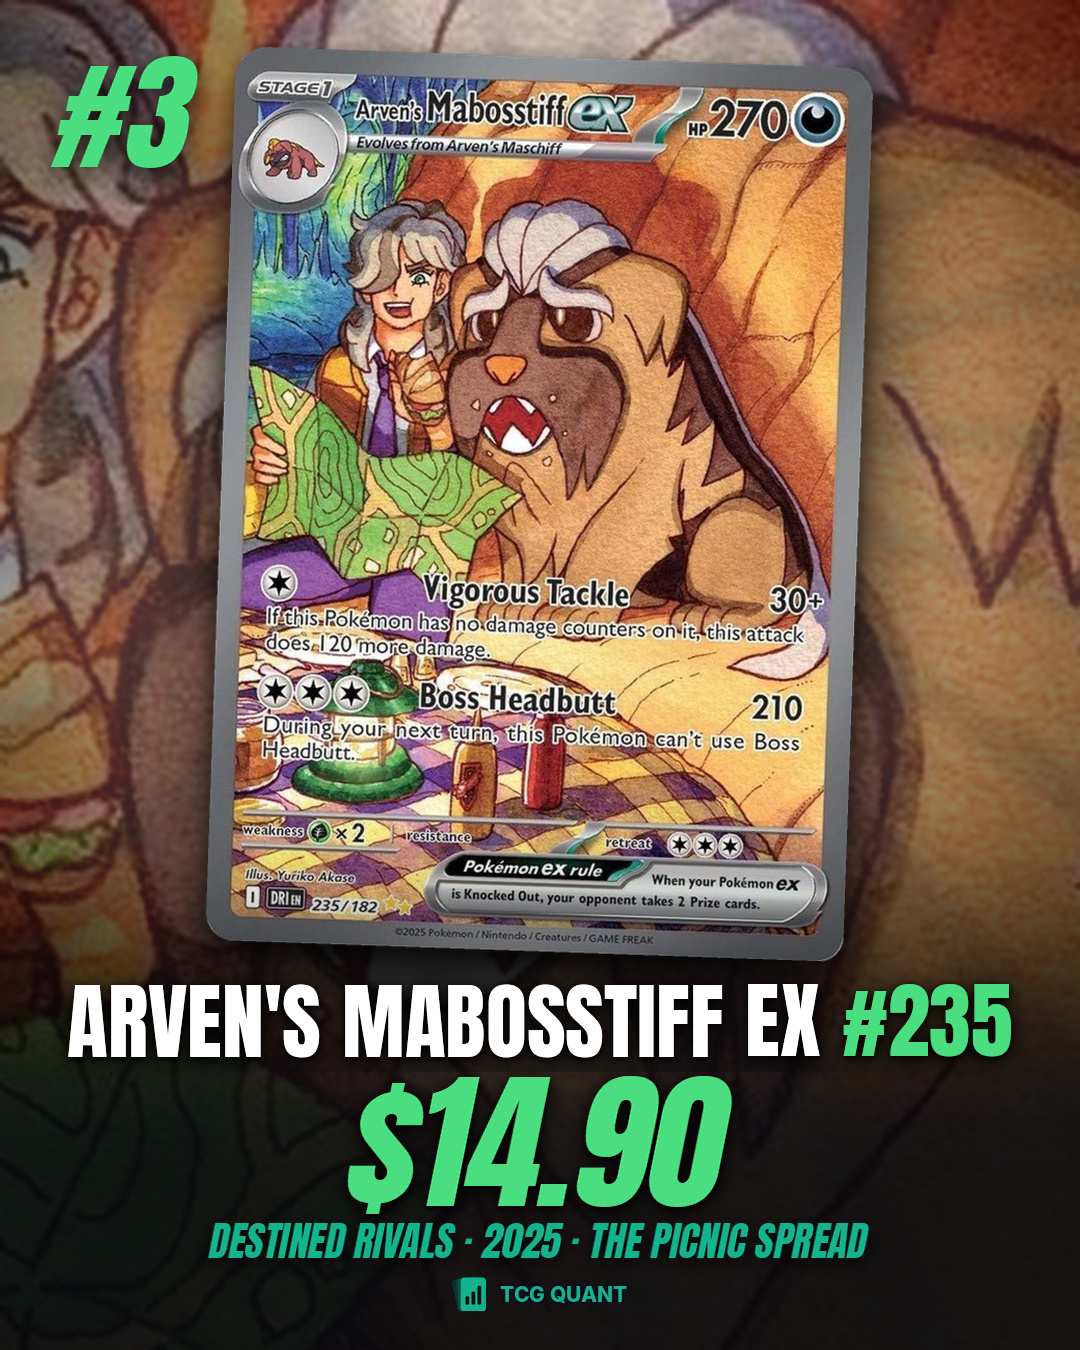 #3
STAGE1
Arven's Mabosstiff ex
HP 270
Evolves from Arven's Maschiff
Vigorous Tackle 30+
If this Pokémon has no damage counters on it, this attack
does 120 more damage.
Boss Headbutt 210
During your next turn, this Pokémon can't use Boss
Headbutt.
weakness ×2 resistance retreat
Pokémon ex rule
When your Pokémon ex
is Knocked Out, your opponent takes 2 Prize cards.
Illus. Yuriko Akase
I DRI EN 235/182
©2025 Pokémon / Nintendo / Creatures / GAME FREAK
ARVEN'S MABOSSTIFF EX #235
$14.90
DESTINED RIVALS · 2025 · THE PICNIC SPREAD
TCG QUANT